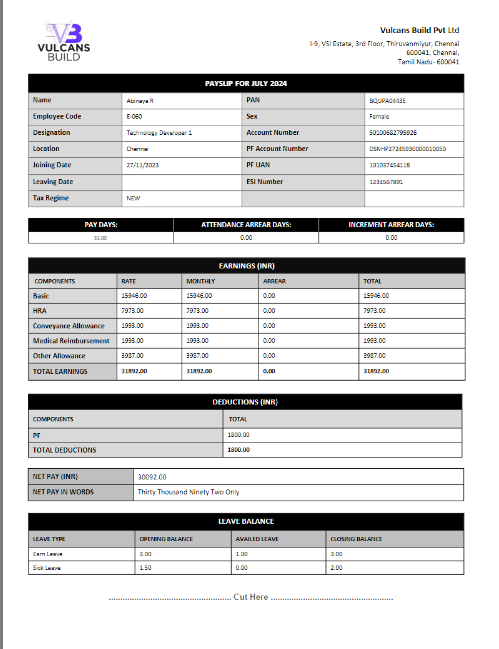 V3
VULCANS
BUILD
Vulcans Build Pvt Ltd
I-9, VSI Estate, 3rd Floor, Thiruvanmiyur, Chennai
600041, Chennai,
Tamil Nadu- 600041
PAYSLIP FOR JULY 2024
Name Abinaya R PAN BQUPA0443E
Employee Code E-060 Sex Female
Designation Technology Developer 1 Account Number 50100682795926
Location Chennai PF Account Number DSNHP27245930000010050
Joining Date 27/11/2023 PF UAN 101037454118
Leaving Date ESI Number 1234567891
Tax Regime NEW
PAY DAYS: ATTENDANCE ARREAR DAYS: INCREMENT ARREAR DAYS:
31.00 0.00 0.00
EARNINGS (INR)
COMPONENTS RATE MONTHLY ARREAR TOTAL
Basic 15946.00 15946.00 0.00 15946.00
HRA 7973.00 7973.00 0.00 7973.00
Conveyance Allowance 1993.00 1993.00 0.00 1993.00
Medical Reimbursement 1993.00 1993.00 0.00 1993.00
Other Allowance 3987.00 3987.00 0.00 3987.00
TOTAL EARNINGS 31892.00 31892.00 0.00 31892.00
DEDUCTIONS (INR)
COMPONENTS TOTAL
PF 1800.00
TOTAL DEDUCTIONS 1800.00
NET PAY (INR) 30092.00
NET PAY IN WORDS Thirty Thousand Ninety Two Only
LEAVE BALANCE
LEAVE TYPE OPENING BALANCE AVAILED LEAVE CLOSING BALANCE
Earn Leave 3.00 1.00 3.00
Sick Leave 1.50 0.00 2.00
Cut Here